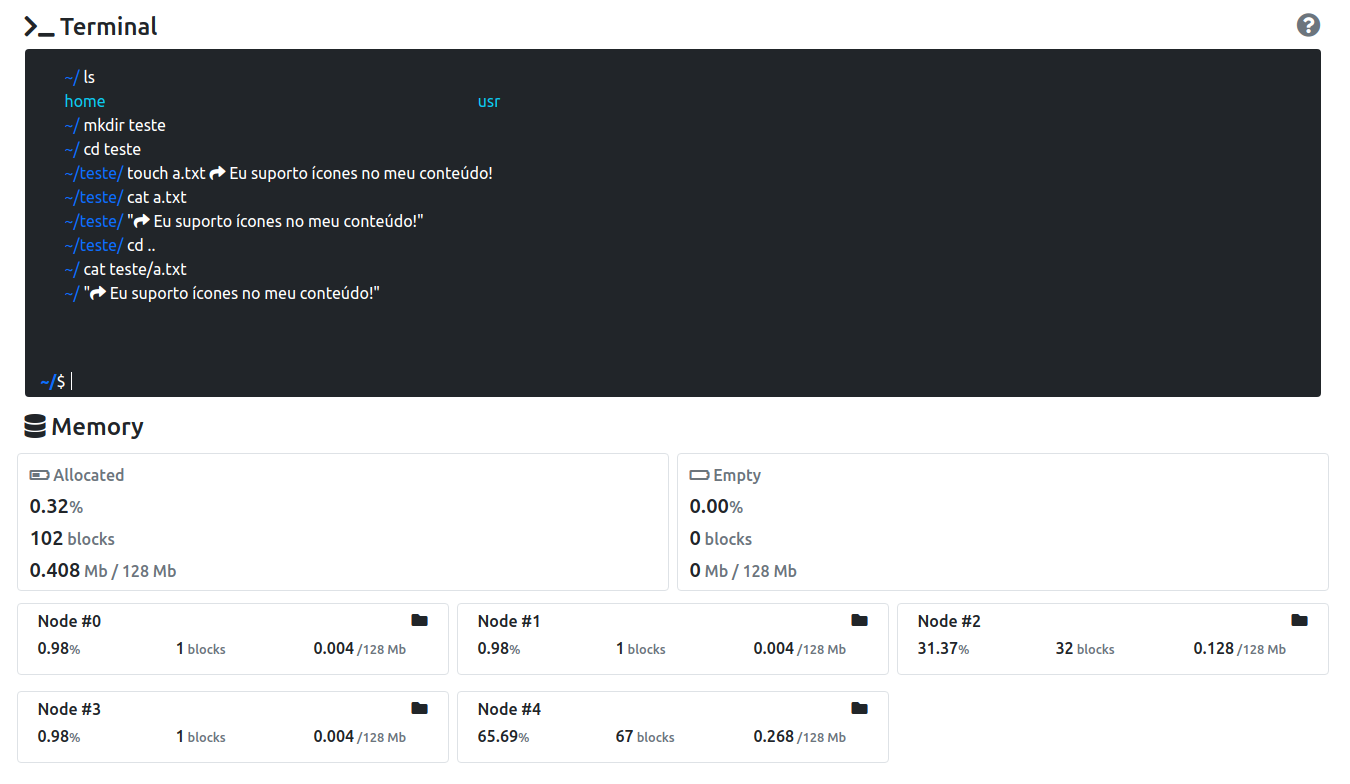 Terminal
~/ ls
home usr
~/ mkdir teste
~/ cd teste
~/teste/ touch a.txt Eu suporto ícones no meu conteúdo!
~/teste/ cat a.txt
~/teste/ " Eu suporto ícones no meu conteúdo!"
~/teste/ cd ..
~/ cat teste/a.txt
~/ " Eu suporto ícones no meu conteúdo!"
~/$
Memory
Allocated
0.32%
102 blocks
0.408 Mb / 128 Mb
Empty
0.00%
0 blocks
0 Mb / 128 Mb
Node #0
0.98% 1 blocks 0.004 /128 Mb
Node #1
0.98% 1 blocks 0.004 /128 Mb
Node #2
31.37% 32 blocks 0.128 /128 Mb
Node #3
0.98% 1 blocks 0.004 /128 Mb
Node #4
65.69% 67 blocks 0.268 /128 Mb